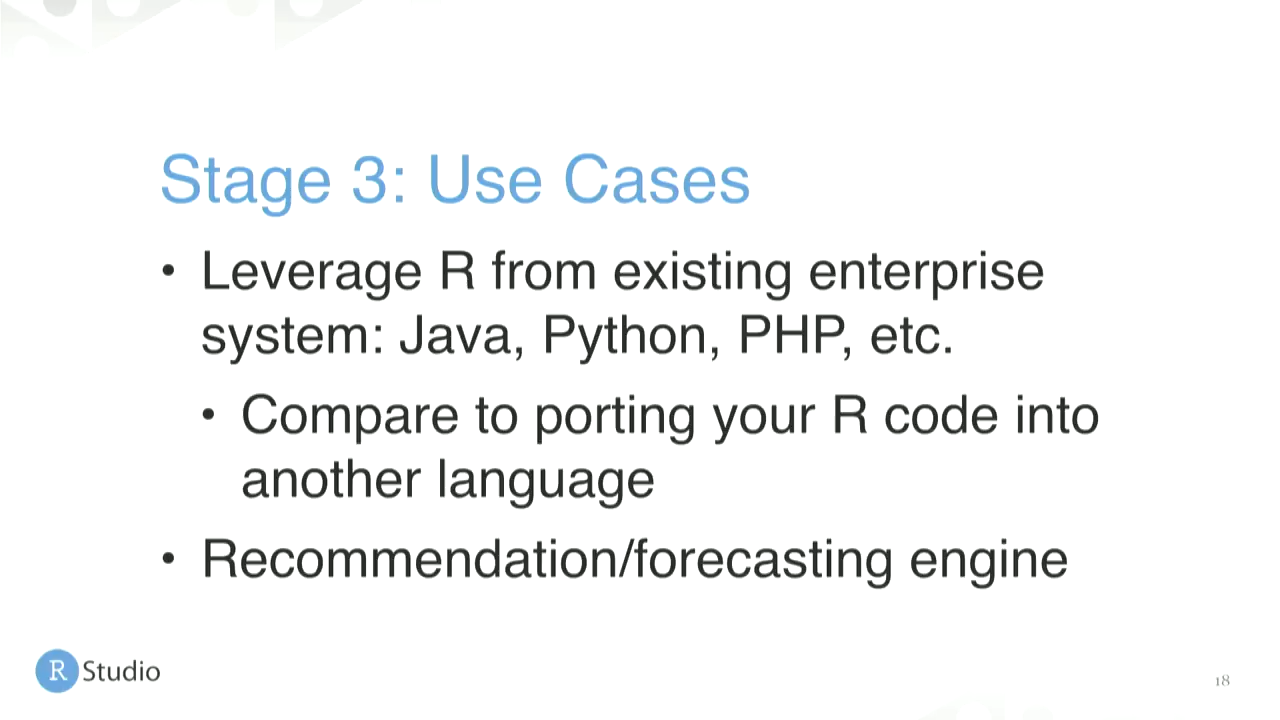 Stage 3: Use Cases
• Leverage R from existing enterprise
system: Java, Python, PHP, etc.
• Compare to porting your R code into
another language
• Recommendation/forecasting engine
R Studio
18